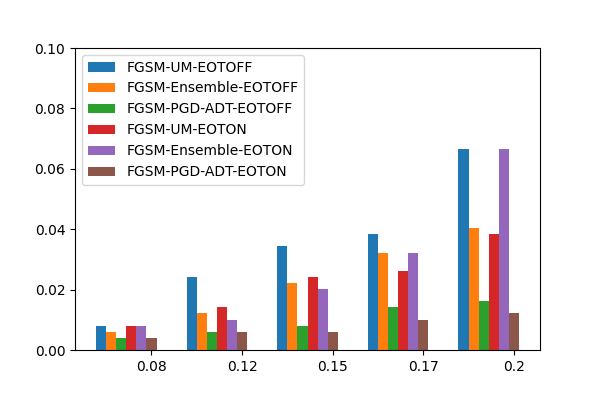 0.10
0.08
0.06
0.04
0.02
0.00
FGSM-UM-EOTOFF
FGSM-Ensemble-EOTOFF
FGSM-PGD-ADT-EOTOFF
FGSM-UM-EOTON
FGSM-Ensemble-EOTON
FGSM-PGD-ADT-EOTON
0.08 0.12 0.15 0.17 0.2